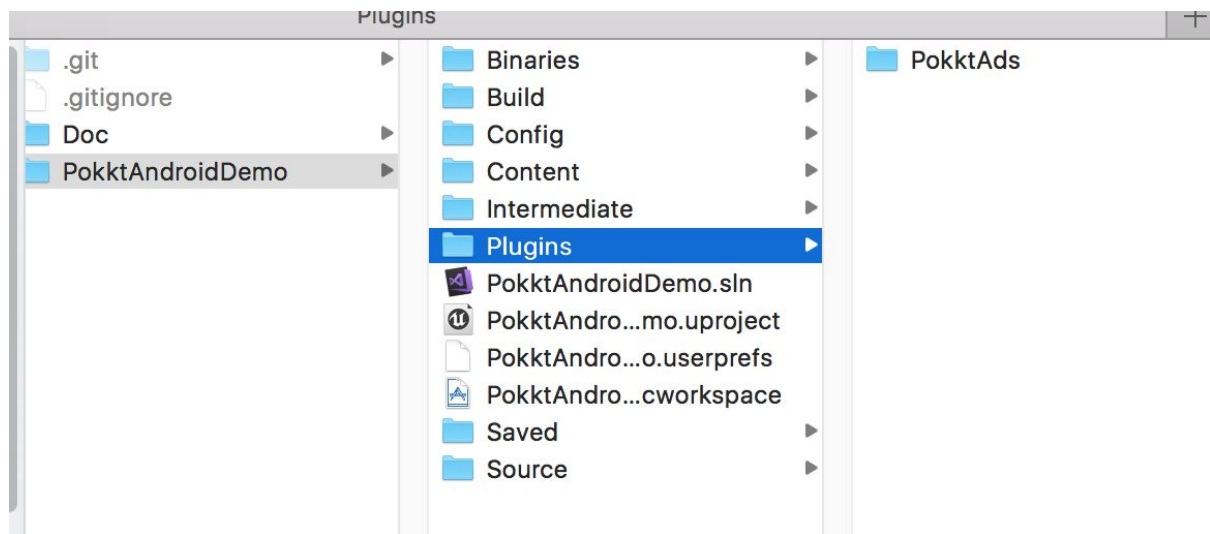 Plugins
.git
.gitignore
Doc
PokktAndroidDemo
Binaries
Build
Config
Content
Intermediate
Plugins
PokktAndroidDemo.sln
PokktAndro...mo.uproject
PokktAndro...o.userprefs
PokktAndro...cworkspace
Saved
Source
PokktAds